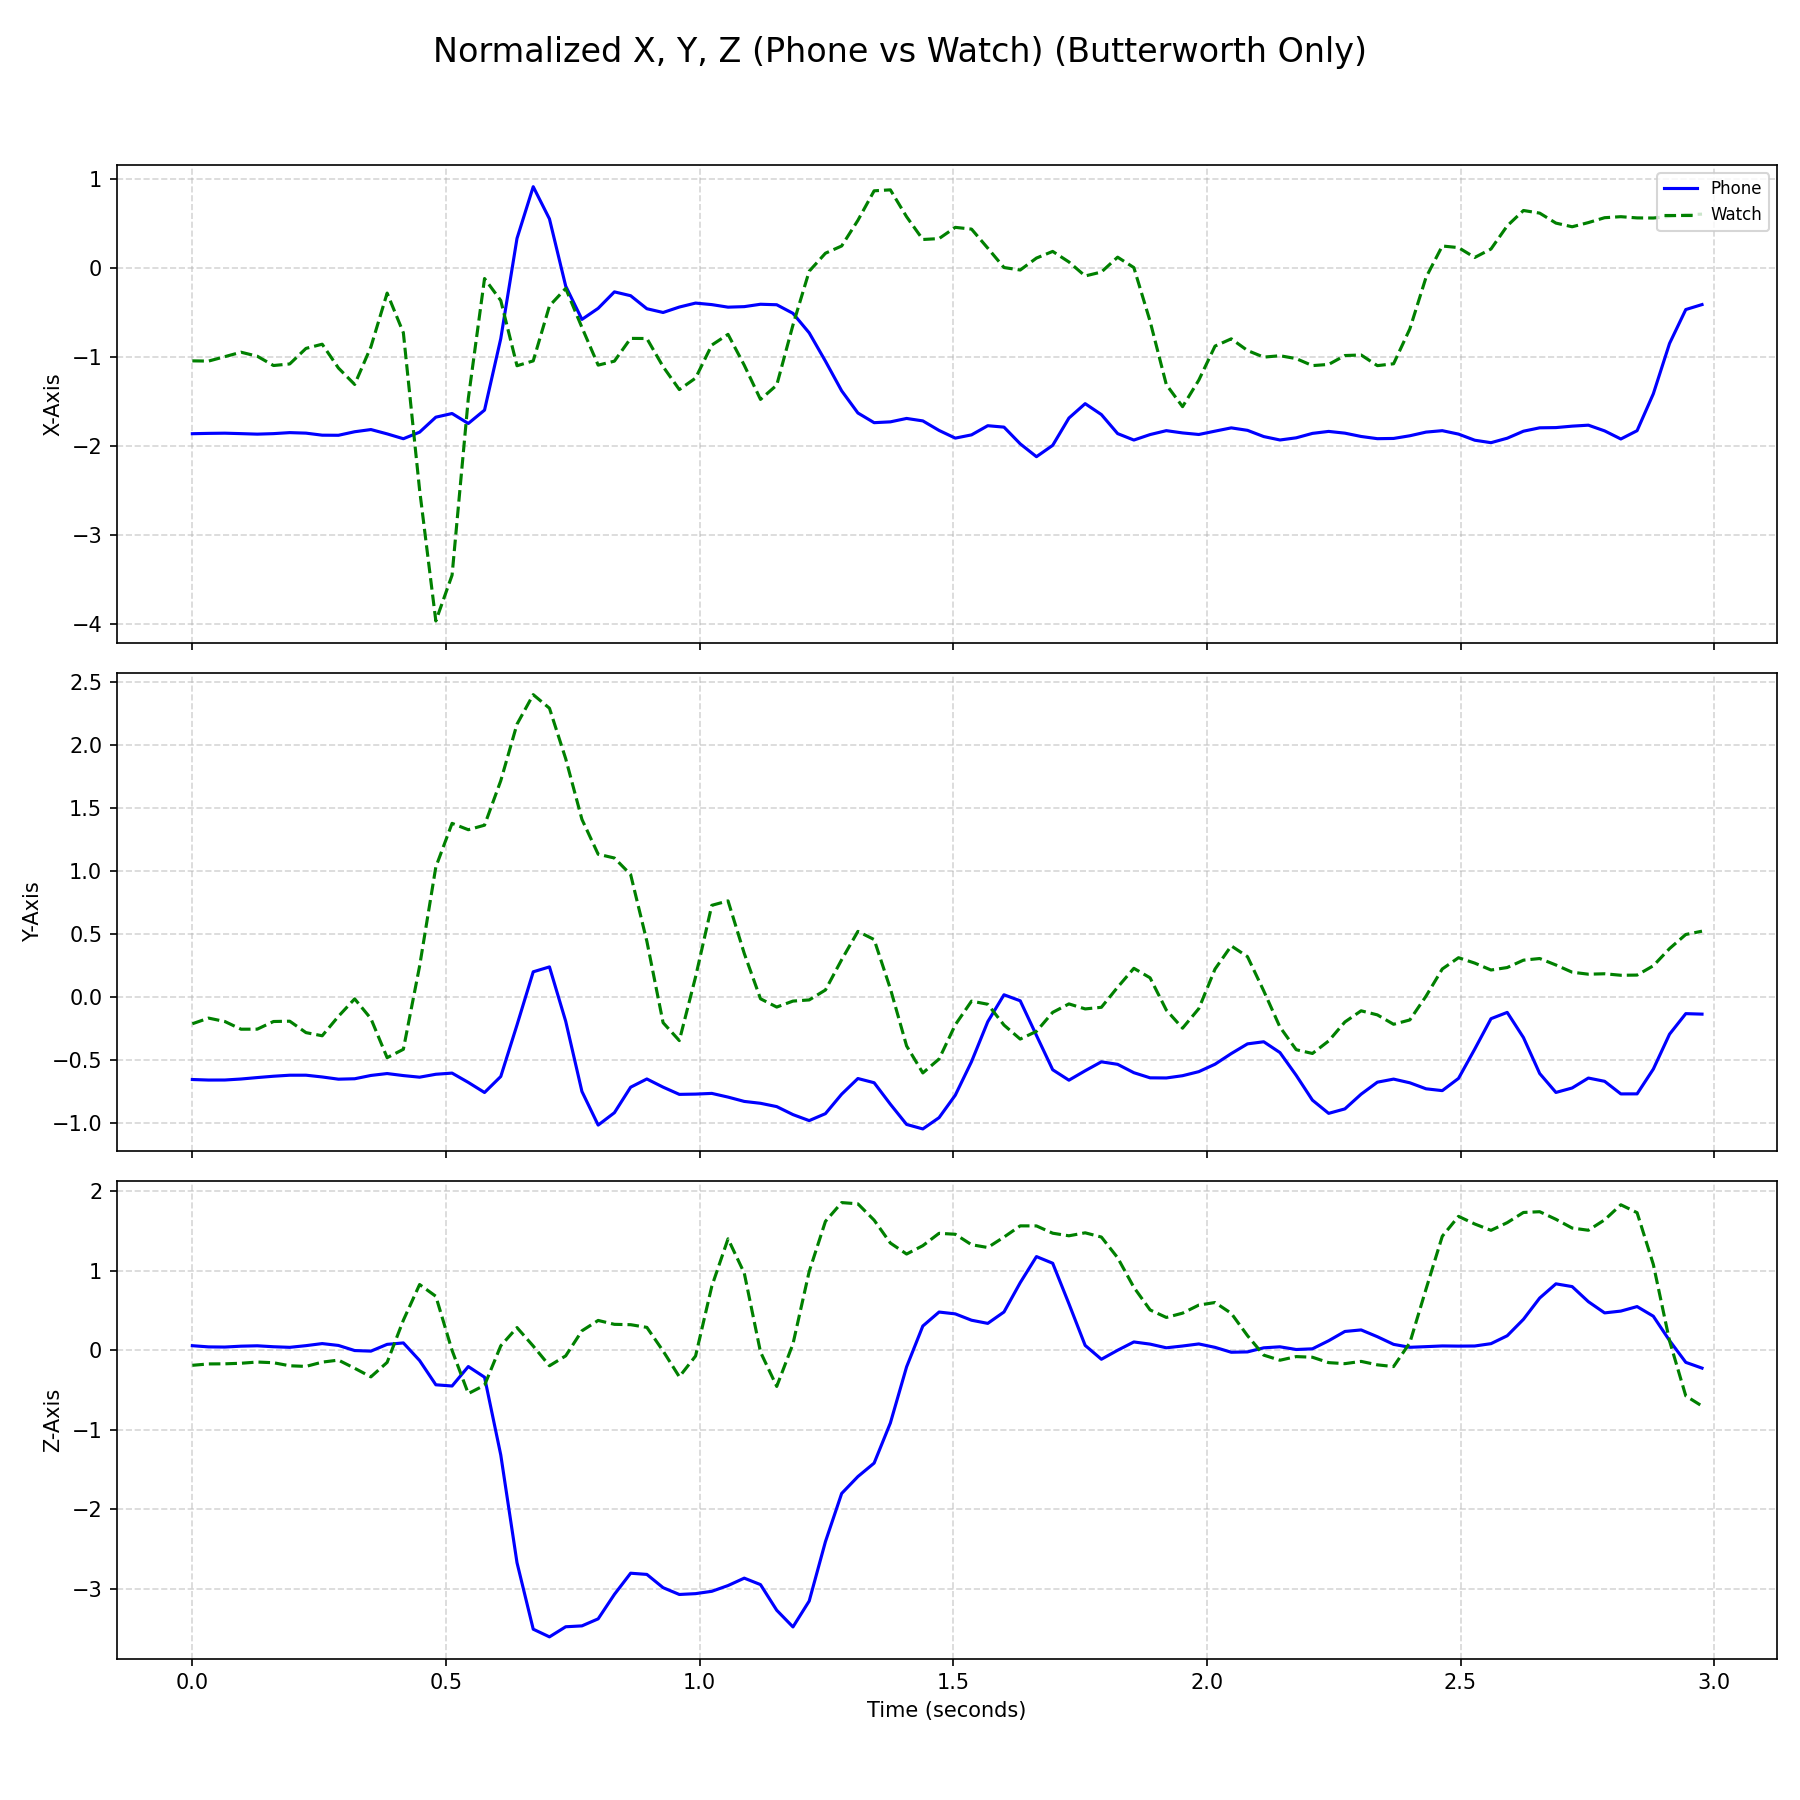 Normalized X, Y, Z (Phone vs Watch) (Butterworth Only)
1
0
−1
−2
−3
−4
X-Axis
Phone
Watch
2.5
2.0
1.5
1.0
0.5
0.0
−0.5
−1.0
Y-Axis
2
1
0
−1
−2
−3
Z-Axis
0.0 0.5 1.0 1.5 2.0 2.5 3.0
Time (seconds)